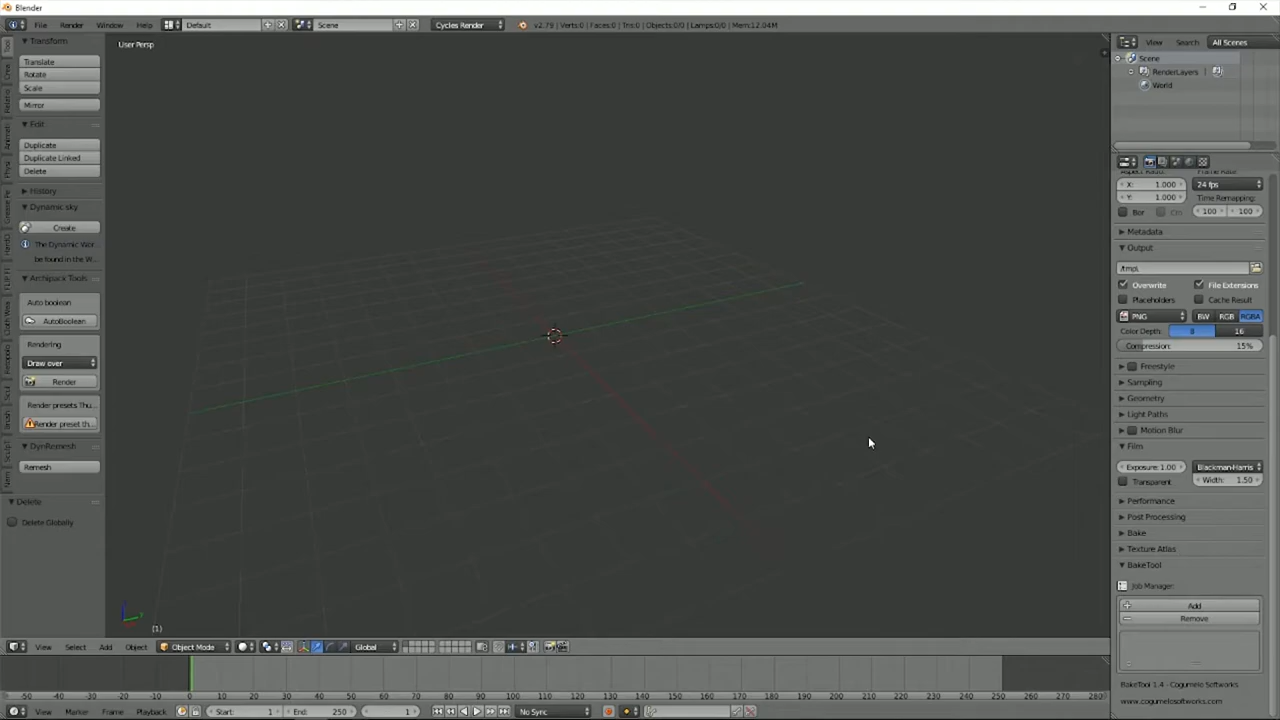 Blender
File Render Window Help Default Scene Cycles Render v2.79 | Verts:0 | Faces:0 | Tris:0 | Objects:0/0 | Lamps:0/0 | Mem:12.04M
User Persp
Transform
Translate
Rotate
Scale
Mirror
Edit
Duplicate
Duplicate Linked
Delete
History
Dynamic sky
Create
The Dynamic Wor...
be found in the W...
Archipack Tools
Auto boolean
AutoBoolean
Rendering
Draw over
Render
Render presets Thu...
Render preset th...
DynRemesh
Remesh
Delete
Delete Globally
View Search All Scenes
Scene
RenderLayers
World
Frame Rate
X: 1.000 24 fps
Y: 1.000 Time Remapping:
Bor 100 100
Metadata
Output
/tmp\
Overwrite File Extensions
Placeholders Cache Result
PNG BW RGB RGBA
Color Depth: 8 16
Compression: 15%
Freestyle
Sampling
Geometry
Light Paths
Motion Blur
Film
Exposure: 1.00 Blackman-Harris
Transparent Width: 1.50
Performance
Post Processing
Bake
Texture Atlas
BakeTool
Job Manager:
Add
Remove
BakeTool 1.4 - Cogumelo Softworks
www.cogumelosoftworks.com
(1)
View Select Add Object Object Mode Global
-50 -40 -30 -20 -10 0 10 20 30 40 50 60 70 80 90 100 110 120 130 140 150 160 170 180 190 200 210 220 230 240 250 260 270 280
View Marker Frame Playback Start: 1 End: 250 1 No Sync